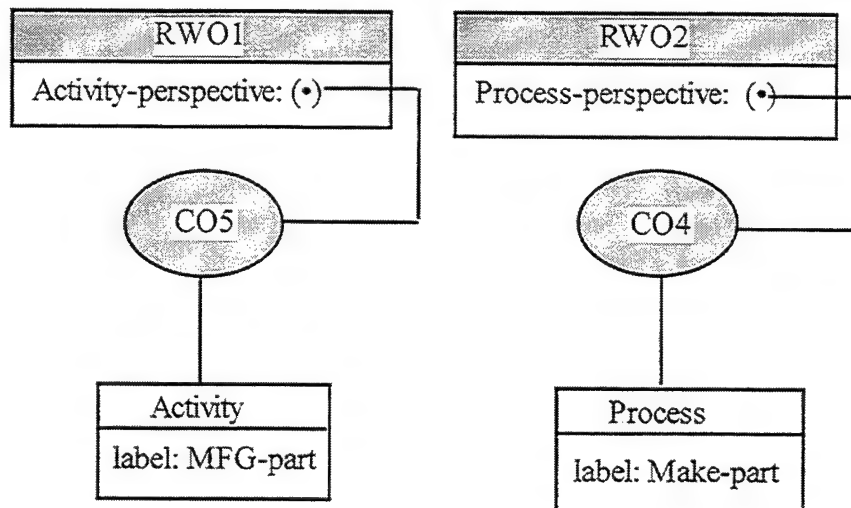 RWO1
Activity-perspective: (•)
CO5
Activity
label: MFG-part
RWO2
Process-perspective: (•)
CO4
Process
label: Make-part